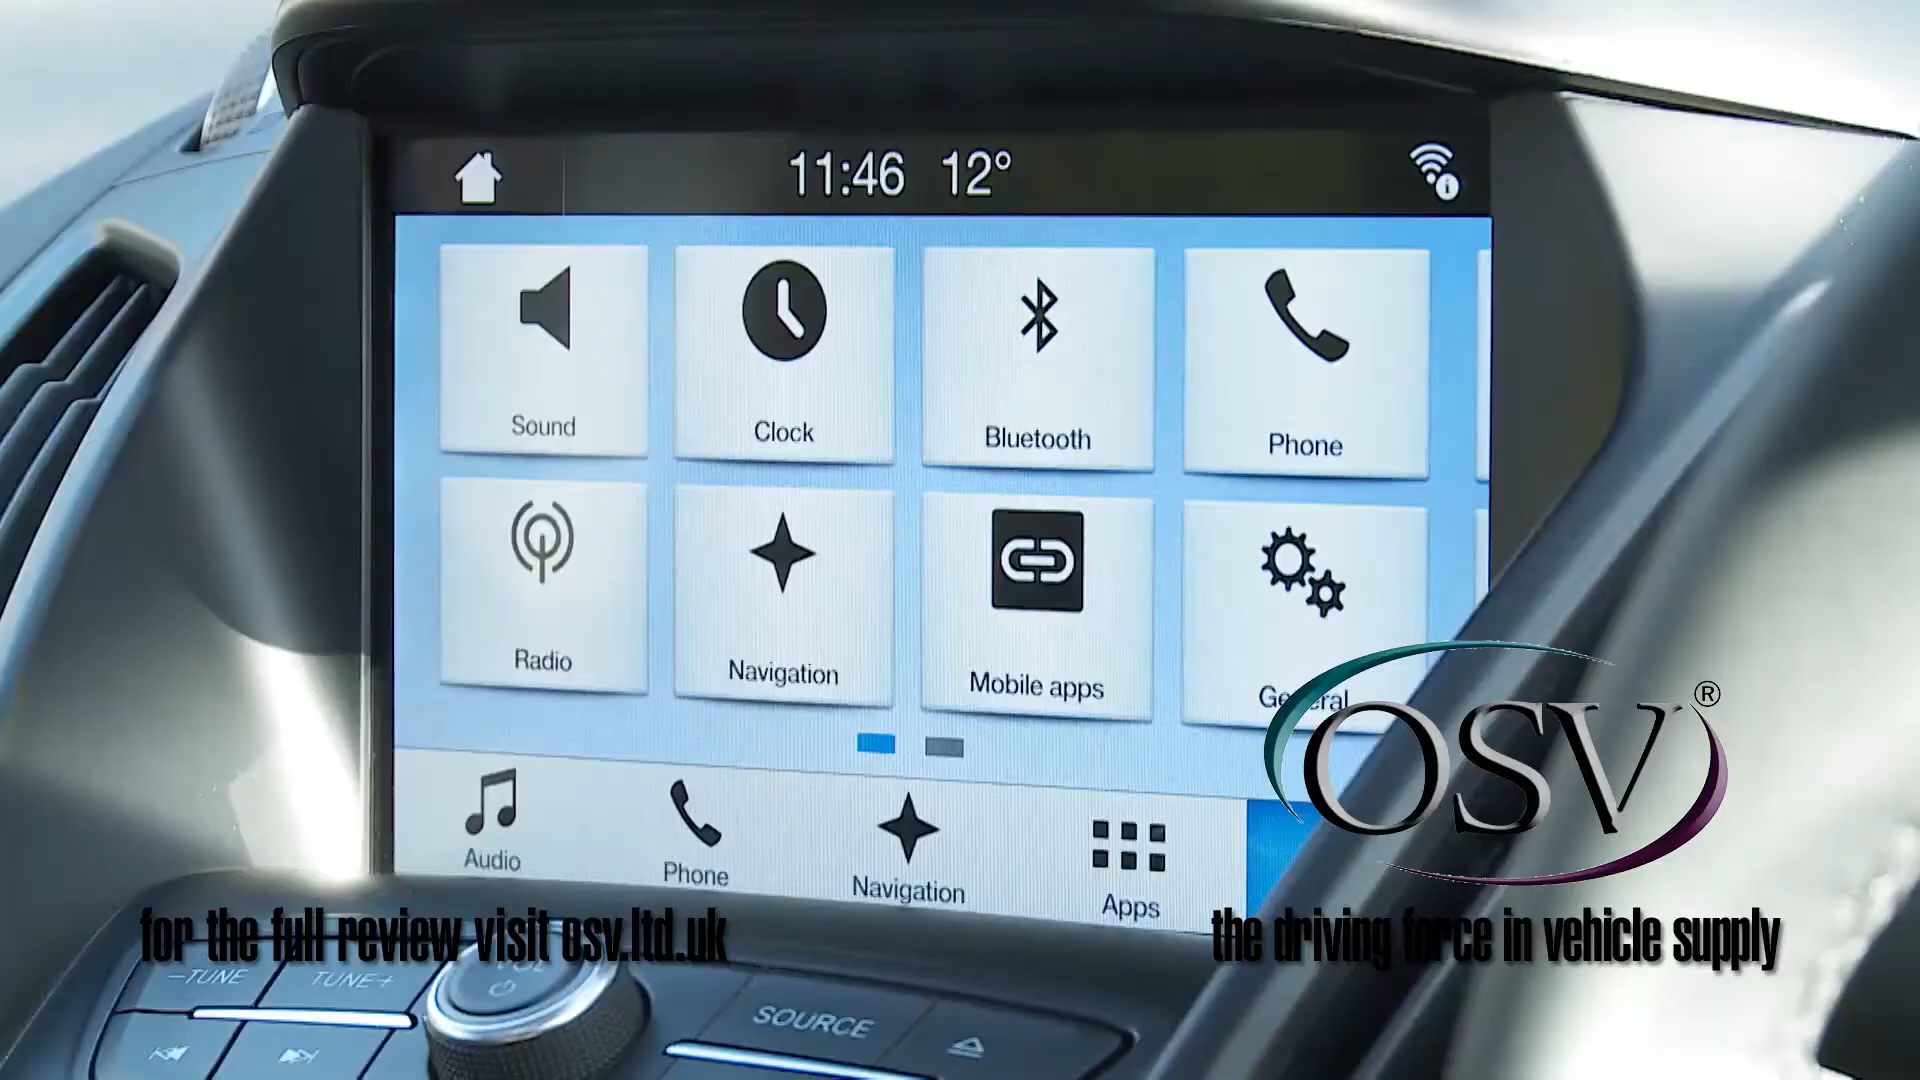 11:46 12°
Sound Clock Bluetooth Phone
Radio Navigation Mobile apps General
Audio Phone Navigation Apps
OSV®
for the full review visit osv.ltd.uk
the driving force in vehicle supply
–TUNE TUNE+ VOL
SOURCE